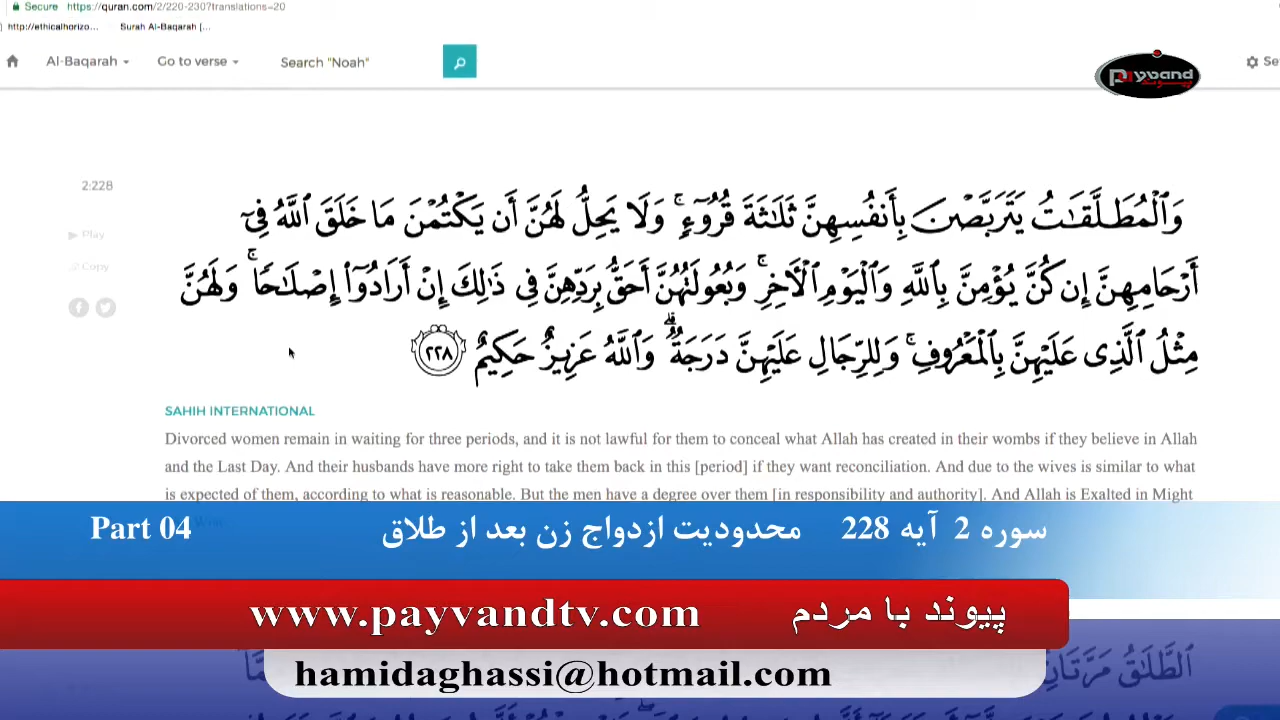 Secure https://quran.com/2/220-230?translations=20
http://ethicalhorizo... Surah Al-Baqarah [...
Al-Baqarah Go to verse Search "Noah"
Payvand
2:228
Play
Copy
وَٱلْمُطَلَّقَـٰتُ يَتَرَبَّصْنَ بِأَنفُسِهِنَّ ثَلَـٰثَةَ قُرُوٓءٍ ۚ وَلَا يَحِلُّ لَهُنَّ أَن يَكْتُمْنَ مَا خَلَقَ ٱللَّهُ فِىٓ
أَرْحَامِهِنَّ إِن كُنَّ يُؤْمِنَّ بِٱللَّهِ وَٱلْيَوْمِ ٱلْـَٔاخِرِ ۚ وَبُعُولَتُهُنَّ أَحَقُّ بِرَدِّهِنَّ فِى ذَٰلِكَ إِنْ أَرَادُوٓا۟ إِصْلَـٰحًا ۚ وَلَهُنَّ
مِثْلُ ٱلَّذِى عَلَيْهِنَّ بِٱلْمَعْرُوفِ ۚ وَلِلرِّجَالِ عَلَيْهِنَّ دَرَجَةٌ ۗ وَٱللَّهُ عَزِيزٌ حَكِيمٌ ٢٢٨
SAHIH INTERNATIONAL
Divorced women remain in waiting for three periods, and it is not lawful for them to conceal what Allah has created in their wombs if they believe in Allah
and the Last Day. And their husbands have more right to take them back in this [period] if they want reconciliation. And due to the wives is similar to what
is expected of them, according to what is reasonable. But the men have a degree over them [in responsibility and authority]. And Allah is Exalted in Might
سوره 2 آیه 228 محدودیت ازدواج زن بعد از طلاق Part 04
پیوند با مردم www.payvandtv.com
hamidaghassi@hotmail.com
ٱلطَّلَـٰقُ مَرَّتَانِ